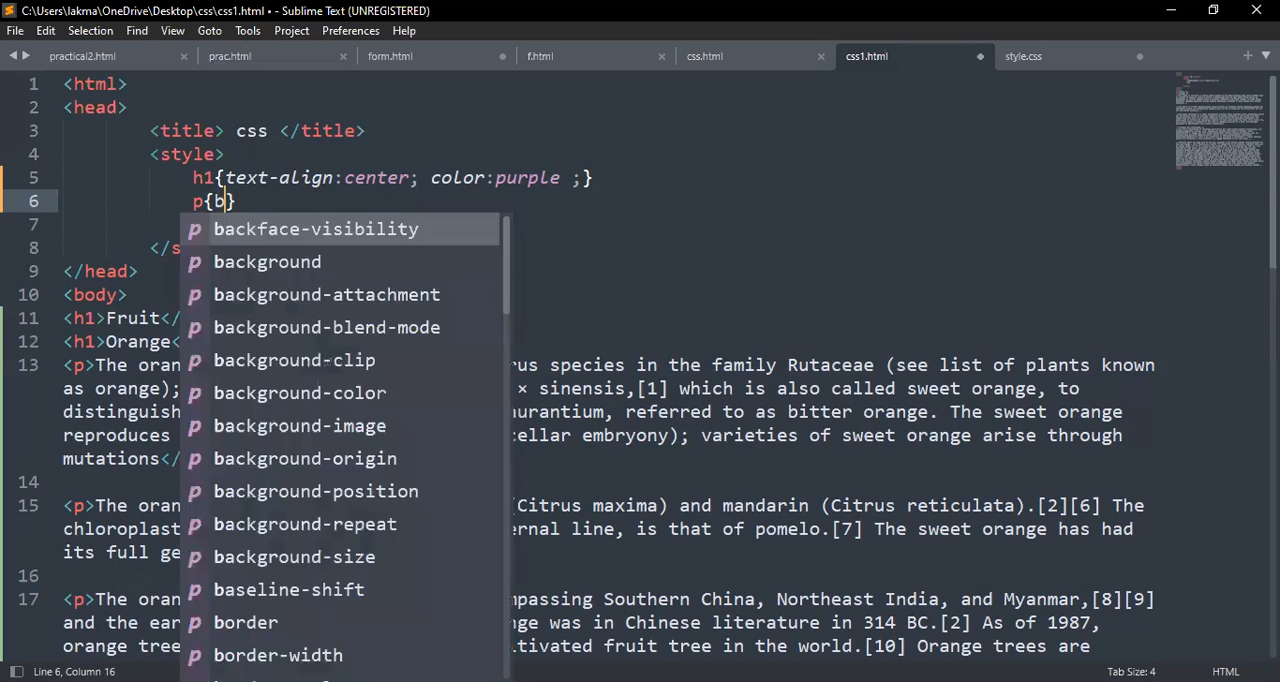 C:\Users\lakma\OneDrive\Desktop\css\css1.html • - Sublime Text (UNREGISTERED)
File Edit Selection Find View Goto Tools Project Preferences Help
practical2.html prac.html form.html f.html css.html css1.html style.css
1 <html>
2 <head>
3 <title> css </title>
4 <style>
5 h1{text-align:center; color:purple ;}
6 p{b}
7 p backface-visibility
p background
8 </s
9 </head> p background-attachment
10 <body> p background-blend-mode
11 <h1>Fruit</
12 <h1>Orange< p background-clip
13 <p>The oran rus species in the family Rutaceae (see list of plants known
as orange); p background-color × sinensis,[1] which is also called sweet orange, to
distinguish p background-image aurantium, referred to as bitter orange. The sweet orange
reproduces cellar embryony); varieties of sweet orange arise through
mutations</ p background-origin
14 p background-position
15 <p>The oran (Citrus maxima) and mandarin (Citrus reticulata).[2][6] The
chloroplast p background-repeat ernal line, is that of pomelo.[7] The sweet orange has had
its full ge p background-size
16 p baseline-shift
17 <p>The oran mpassing Southern China, Northeast India, and Myanmar,[8][9]
and the ear p border nge was in Chinese literature in 314 BC.[2] As of 1987,
orange tree p border-width ltivated fruit tree in the world.[10] Orange trees are
Line 6, Column 16 Tab Size: 4 HTML